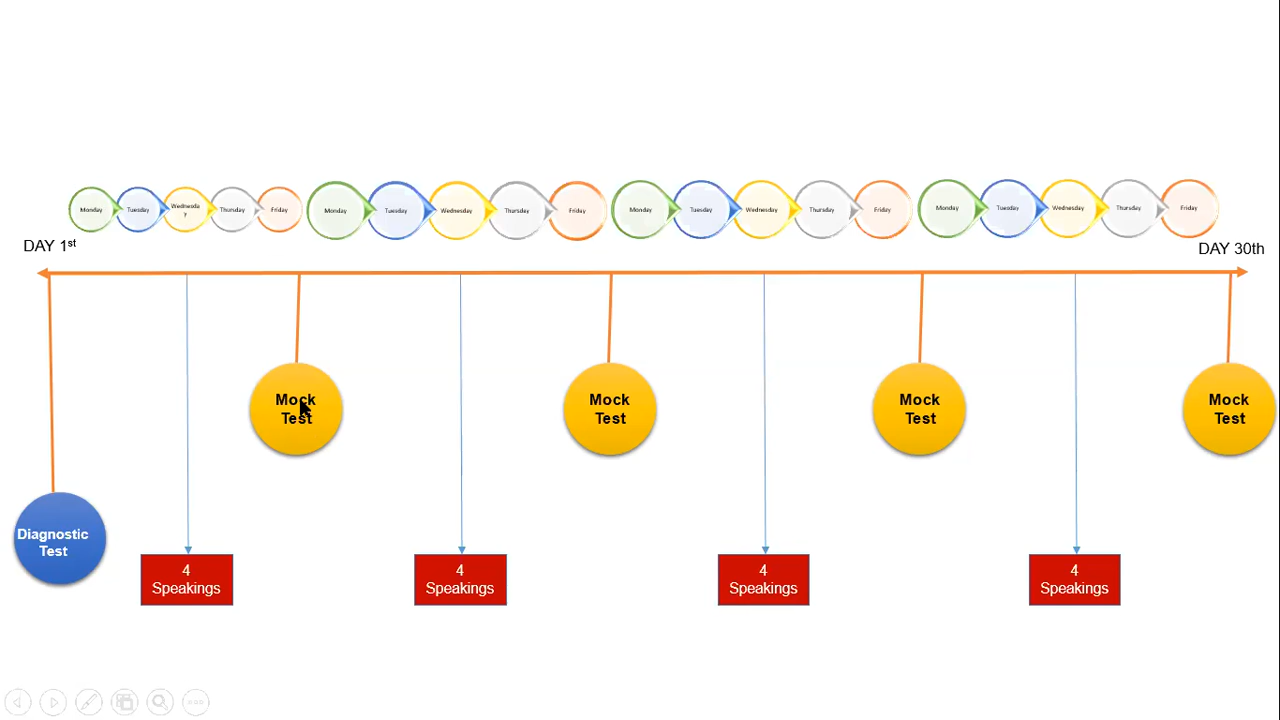 Monday Tuesday Wednesda
y Thursday Friday Monday Tuesday Wednesday Thursday Friday Monday Tuesday Wednesday Thursday Friday Monday Tuesday Wednesday Thursday Friday
DAY 1st
DAY 30th
Mock
Test
Mock
Test
Mock
Test
Mock
Test
Diagnostic
Test
4
Speakings
4
Speakings
4
Speakings
4
Speakings